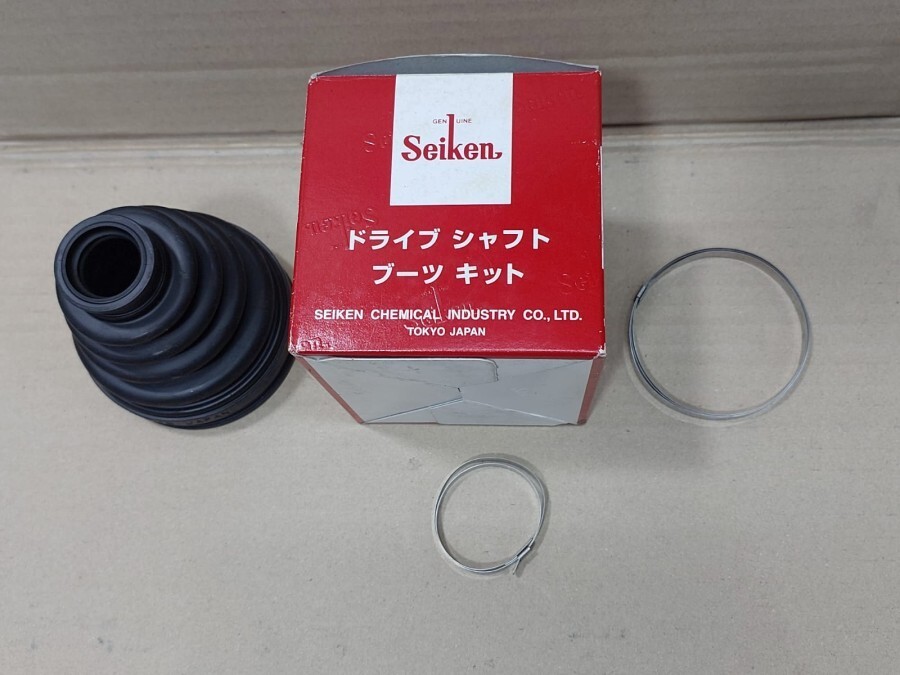 GENUINE
Seiken
ドライブ シャフト
ブーツ キット
SEIKEN CHEMICAL INDUSTRY CO., LTD.
TOKYO JAPAN